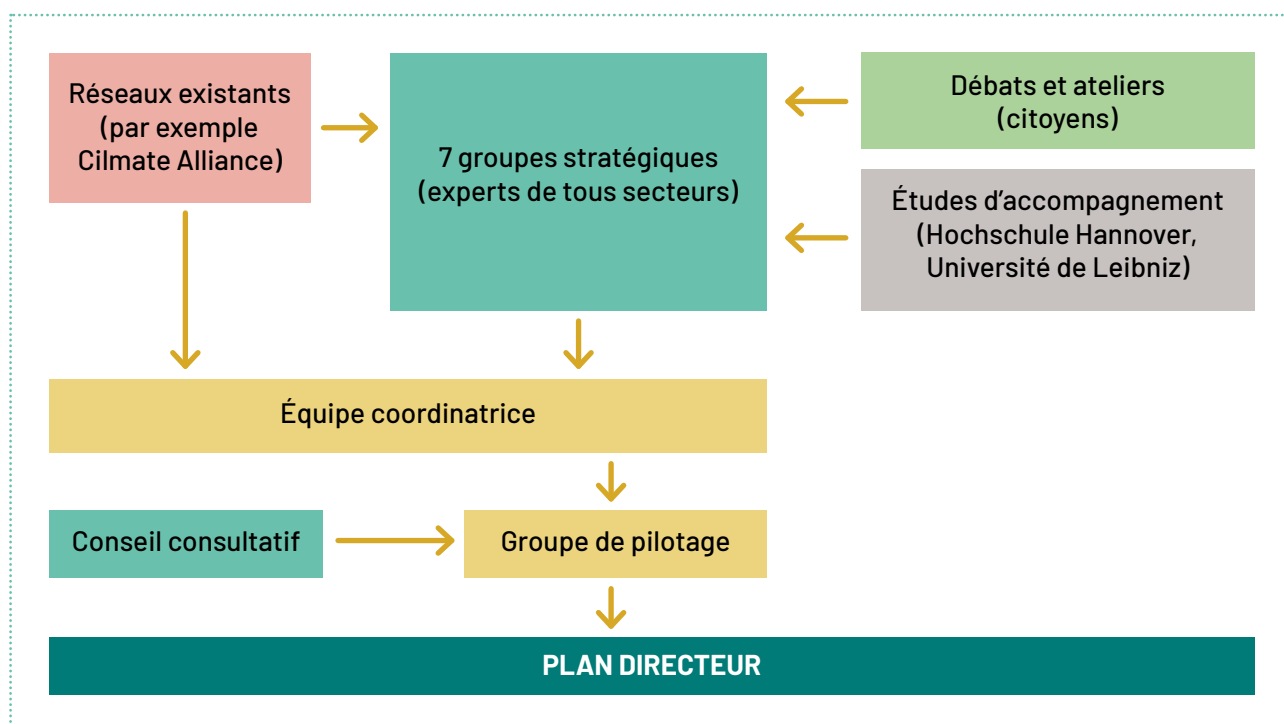 Réseaux existants
(par exemple
Cilmate Alliance)
7 groupes stratégiques
(experts de tous secteurs)
Débats et ateliers
(citoyens)
Études d’accompagnement
(Hochschule Hannover,
Université de Leibniz)
Équipe coordinatrice
Conseil consultatif
Groupe de pilotage
PLAN DIRECTEUR